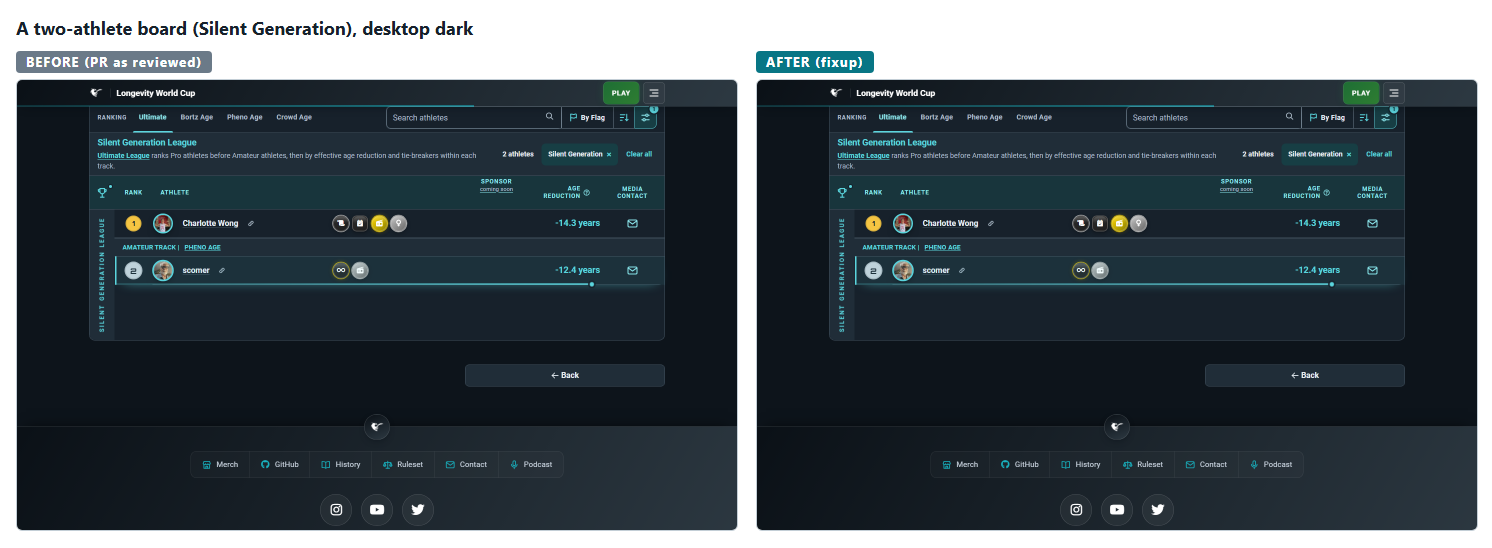 A two-athlete board (Silent Generation), desktop dark
BEFORE (PR as reviewed)
Longevity World Cup
PLAY
RANKING Ultimate Bortz Age Pheno Age Crowd Age
Search athletes
By Flag
1
Silent Generation League
Ultimate League ranks Pro athletes before Amateur athletes, then by effective age reduction and tie-breakers within each
track.
2 athletes
Silent Generation ×
Clear all
RANK
ATHLETE
SPONSOR
coming soon
AGE
REDUCTION
MEDIA
CONTACT
SILENT GENERATION LEAGUE
1 Charlotte Wong -14.3 years
AMATEUR TRACK | PHENO AGE
2 scomer -12.4 years
← Back
Merch GitHub History Ruleset Contact Podcast
AFTER (fixup)
Longevity World Cup
PLAY
RANKING Ultimate Bortz Age Pheno Age Crowd Age
Search athletes
By Flag
1
Silent Generation League
Ultimate League ranks Pro athletes before Amateur athletes, then by effective age reduction and tie-breakers within each
track.
2 athletes
Silent Generation ×
Clear all
RANK
ATHLETE
SPONSOR
coming soon
AGE
REDUCTION
MEDIA
CONTACT
SILENT GENERATION LEAGUE
1 Charlotte Wong -14.3 years
AMATEUR TRACK | PHENO AGE
2 scomer -12.4 years
← Back
Merch GitHub History Ruleset Contact Podcast